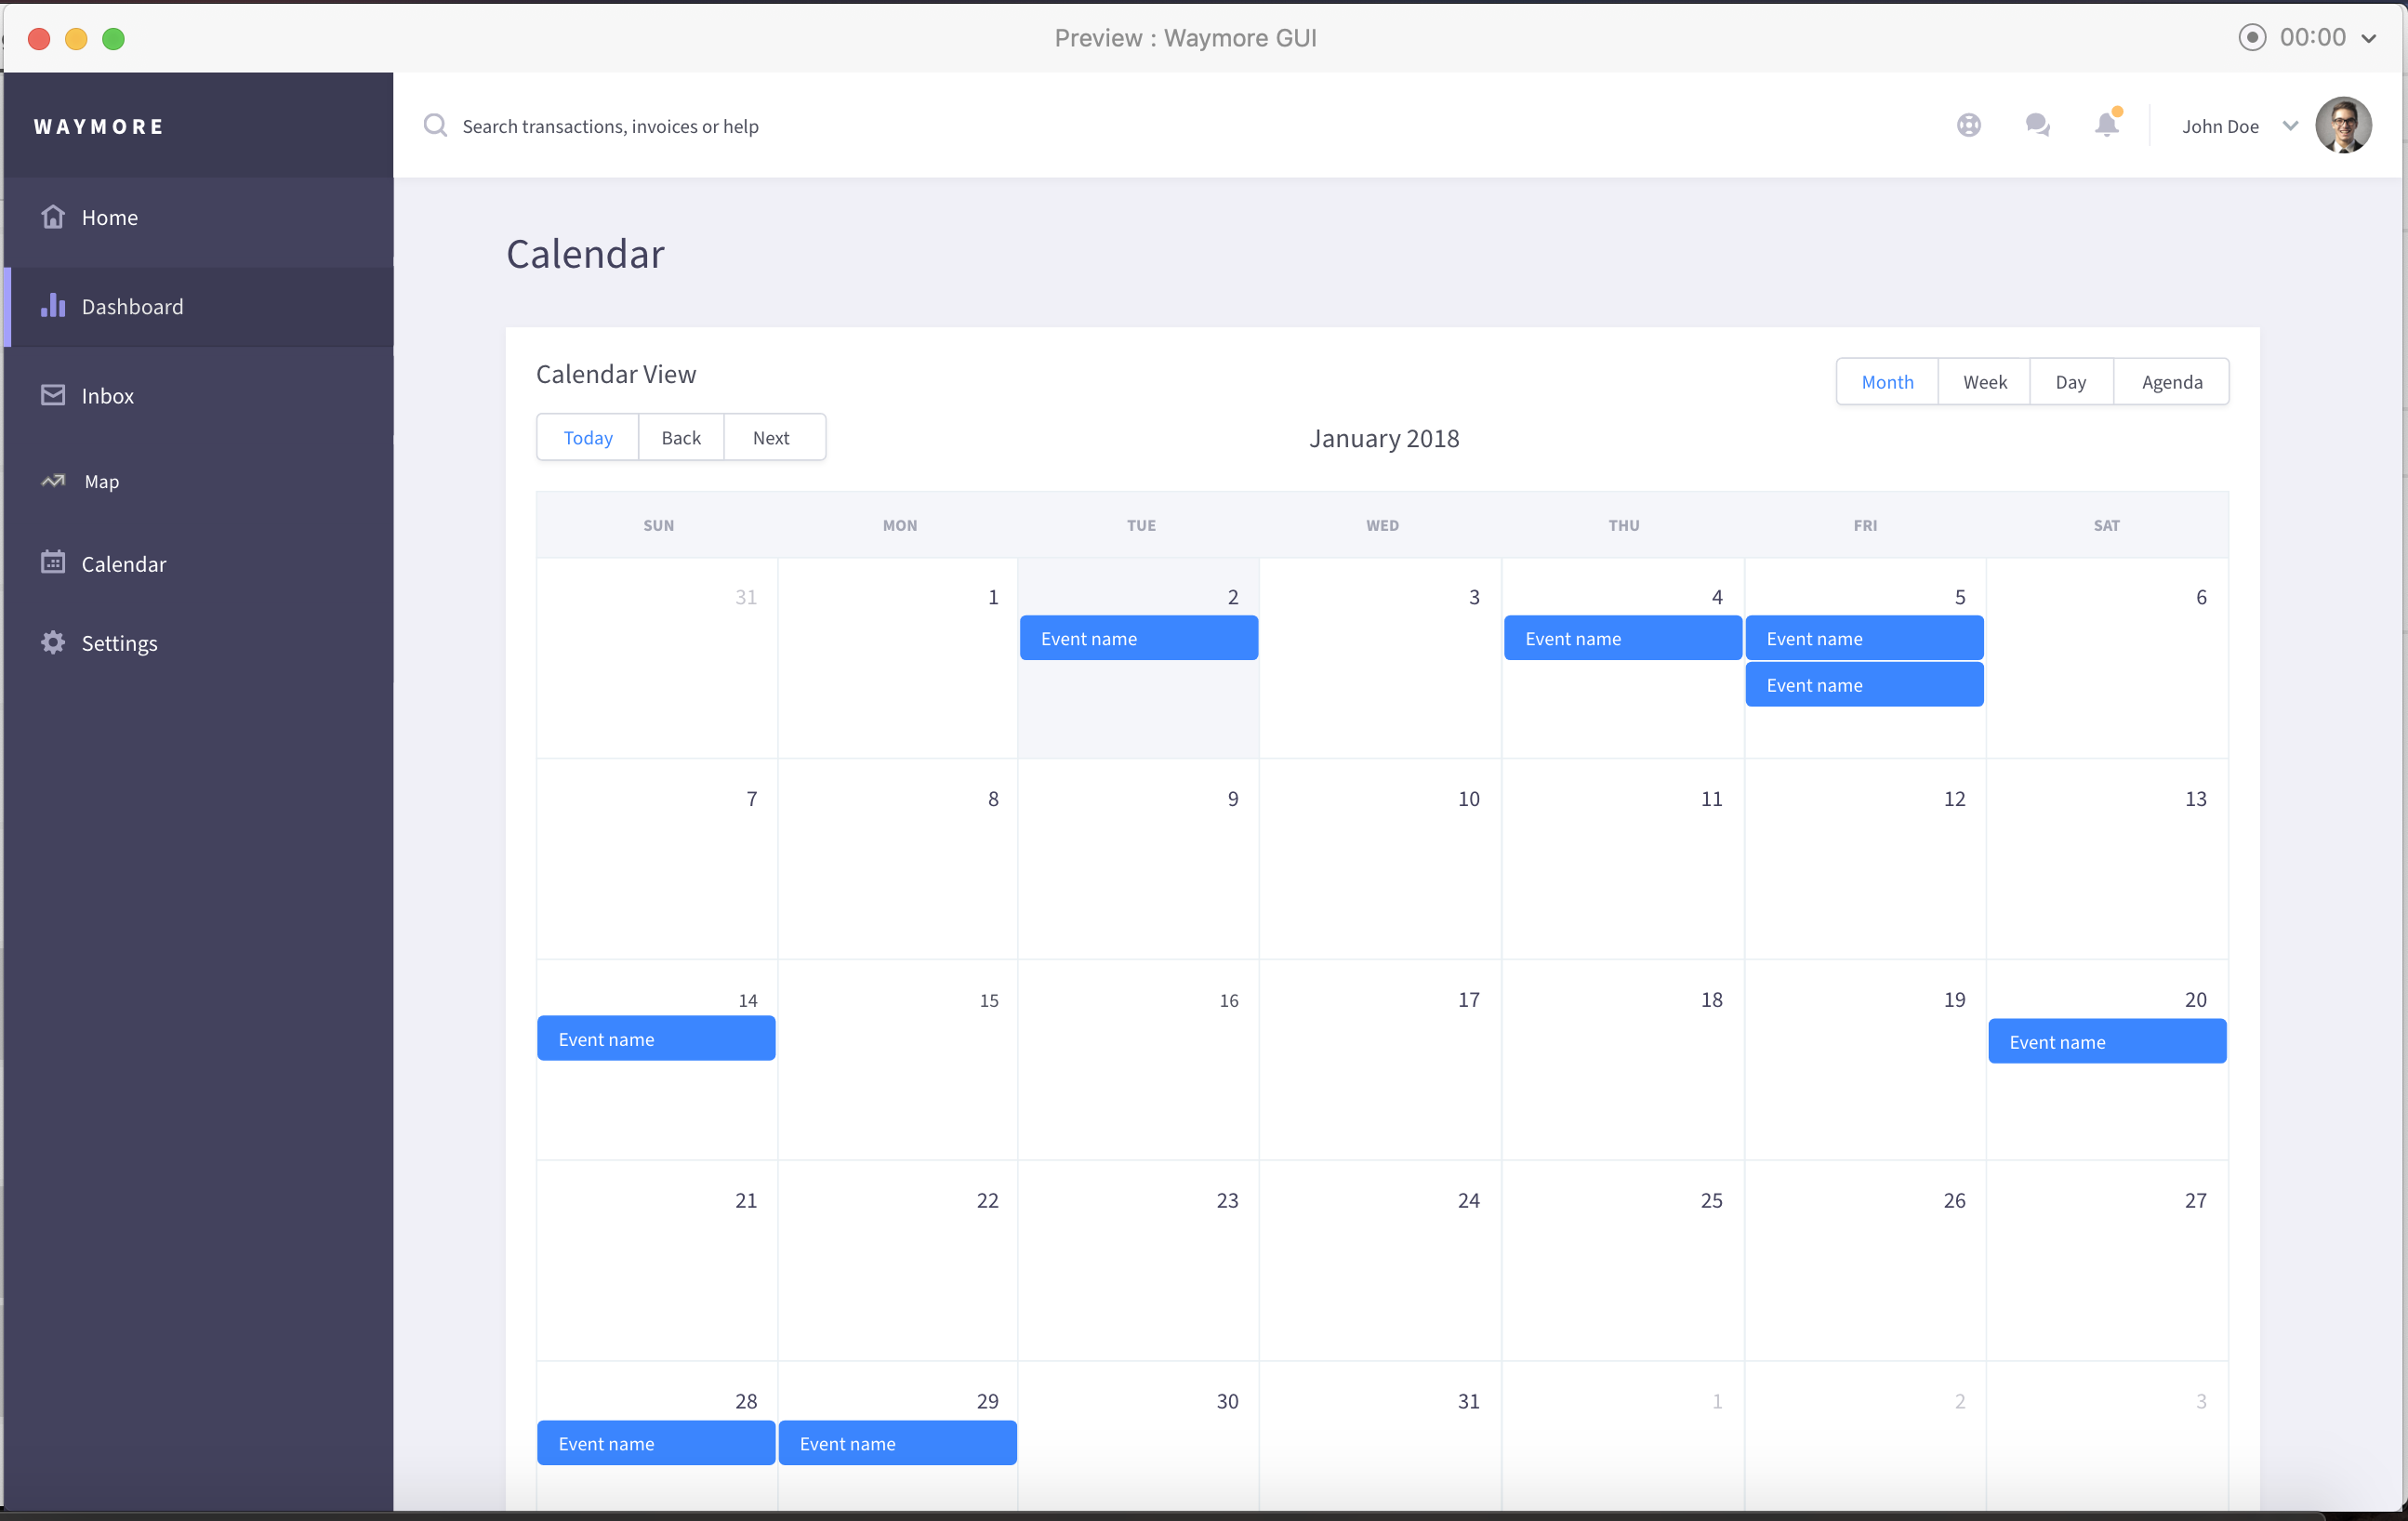 Preview : Waymore GUI
00:00
WAYMORE
Search transactions, invoices or help
John Doe
Home
Dashboard
Inbox
Map
Calendar
Settings
Calendar
Calendar View
Month Week Day Agenda
Today Back Next
January 2018
SUN MON TUE WED THU FRI SAT
31 1 2 3 4 5 6
Event name Event name Event name
Event name
7 8 9 10 11 12 13
14 15 16 17 18 19 20
Event name Event name
21 22 23 24 25 26 27
28 29 30 31 1 2 3
Event name Event name